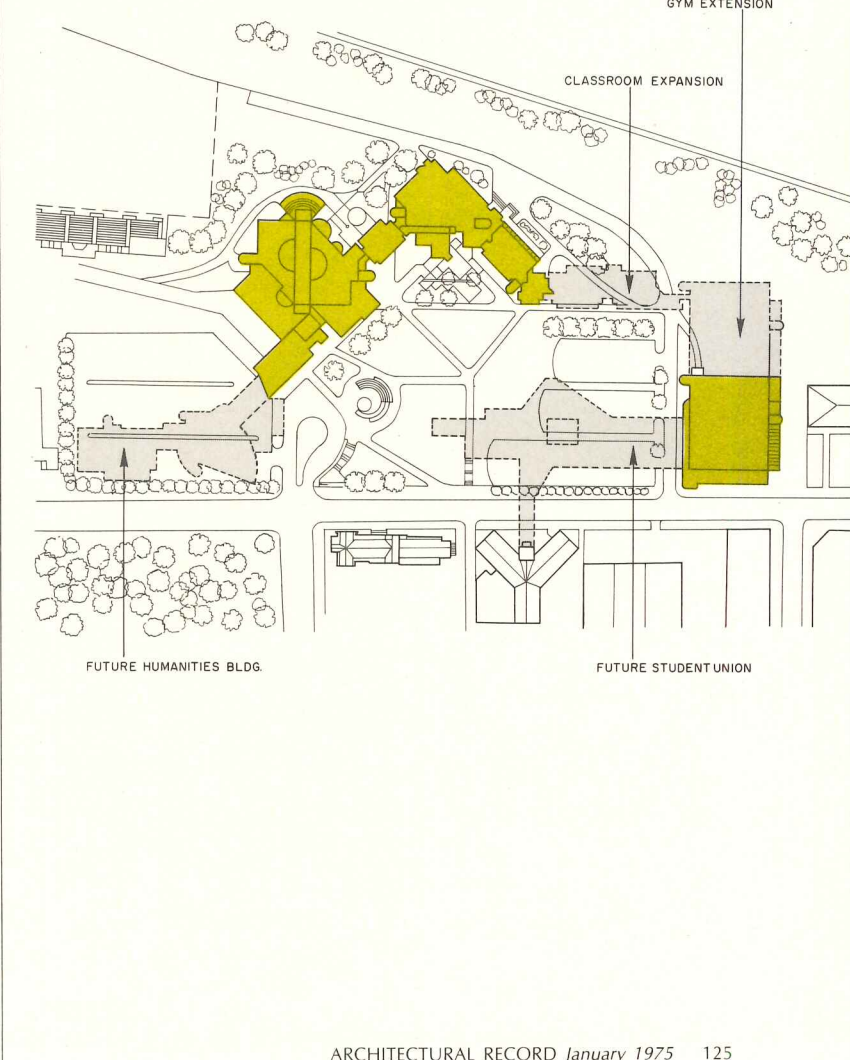 GYM EXTENSION
CLASSROOM EXPANSION
FUTURE HUMANITIES BLDG.
FUTURE STUDENT UNION
ARCHITECTURAL RECORD January 1975 125